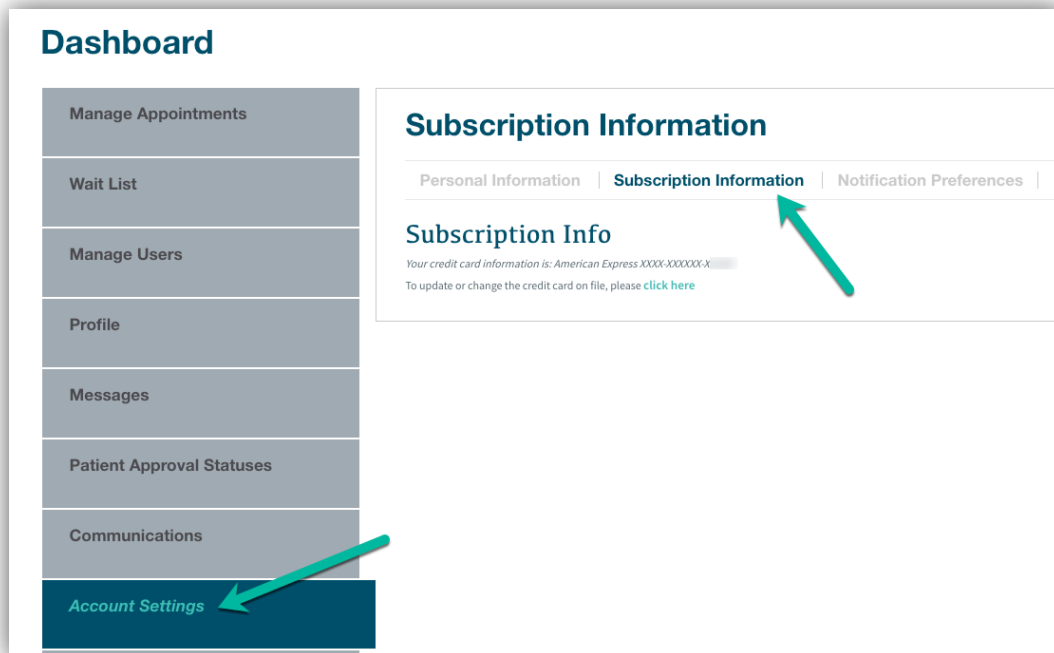 Dashboard
Manage Appointments
Wait List
Manage Users
Profile
Messages
Patient Approval Statuses
Communications
Account Settings
Subscription Information
Personal Information | Subscription Information | Notification Preferences |
Subscription Info
Your credit card information is: American Express XXXX-XXXXXX-X
To update or change the credit card on file, please click here